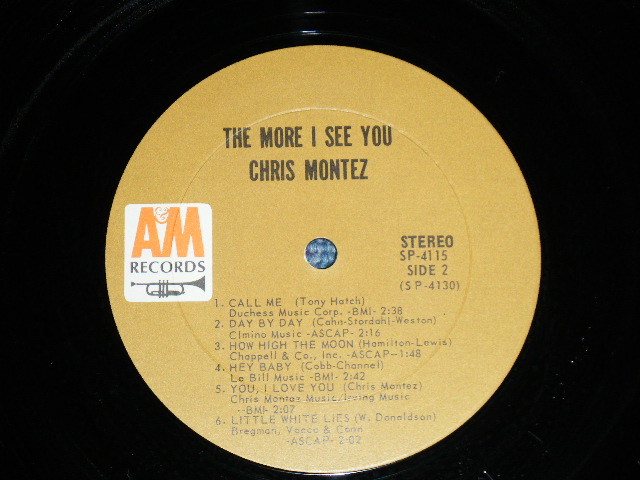 THE MORE I SEE YOU
CHRIS MONTEZ
A&M
RECORDS
STEREO
SP-4115
SIDE 2
(SP-4130)
1. CALL ME (Tony Hatch)
Duchess Music Corp. -BMI- 2:38
2. DAY BY DAY (Cahn-Stordahl-Weston)
Cimino Music -ASCAP- 2:16
3. HOW HIGH THE MOON (Hamilton-Lewis)
Chappell & Co., Inc. -ASCAP- 1:48
4. HEY BABY (Cobb-Channel)
Le Bill Music -BMI- 2:42
5. YOU, I LOVE YOU (Chris Montez)
Chris Montez Music/Irving Music
--BMI- 2:07
6. LITTLE WHITE LIES (W. Donaldson)
Bregman, Vocco & Conn
-ASCAP- 2:02